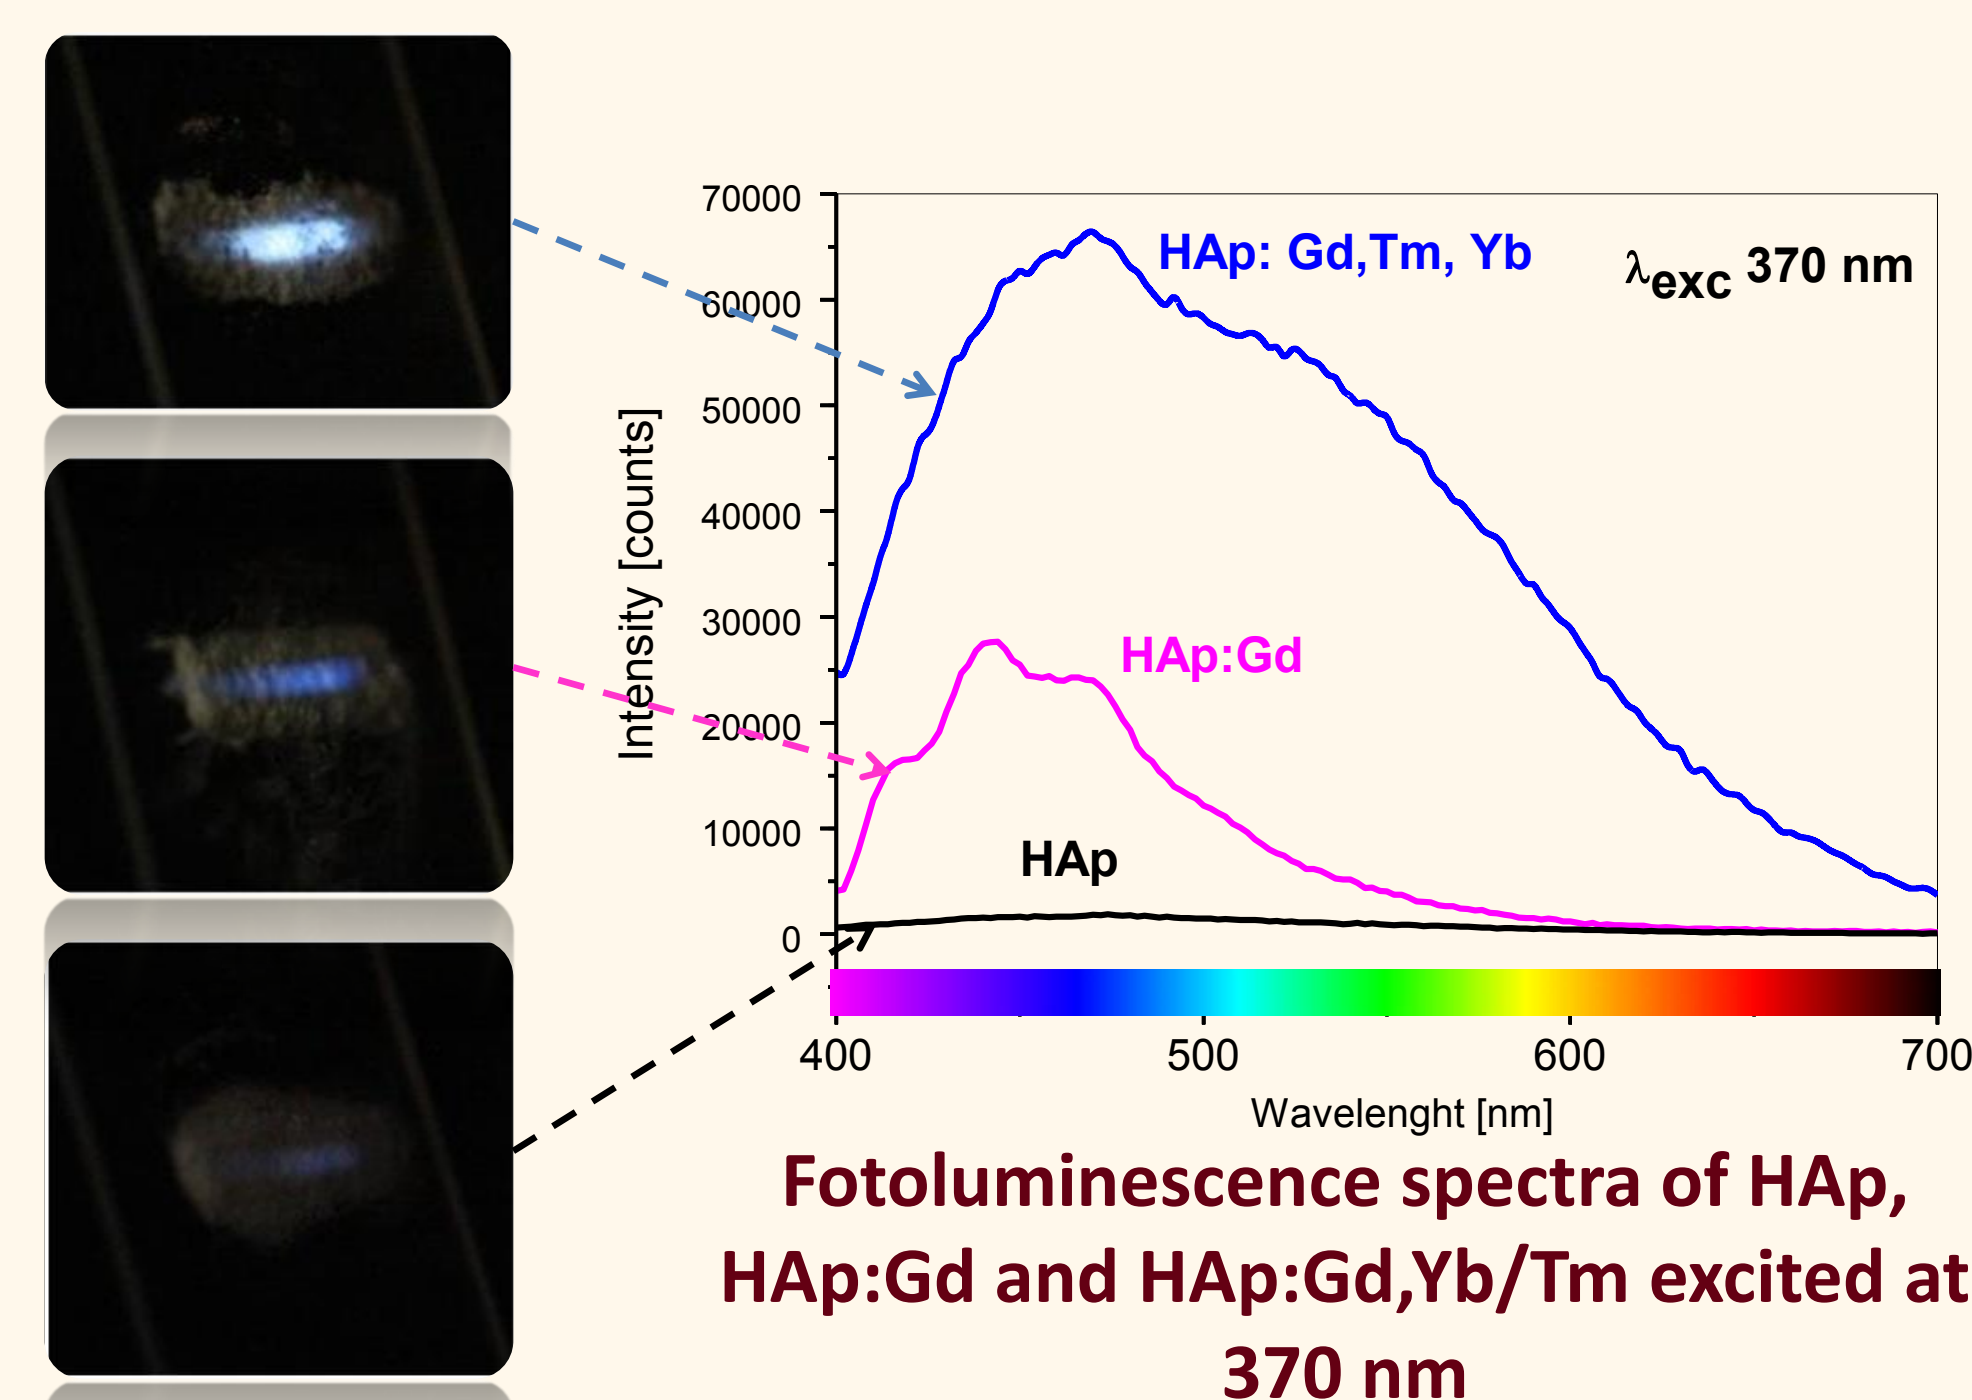 70000
60000
50000
40000
30000
20000
10000
0
Intensity [counts]
HAp: Gd,Tm, Yb
λexc 370 nm
HAp:Gd
HAp
400 500 600 700
Wavelenght [nm]
Fotoluminescence spectra of HAp,
HAp:Gd and HAp:Gd,Yb/Tm excited at
370 nm